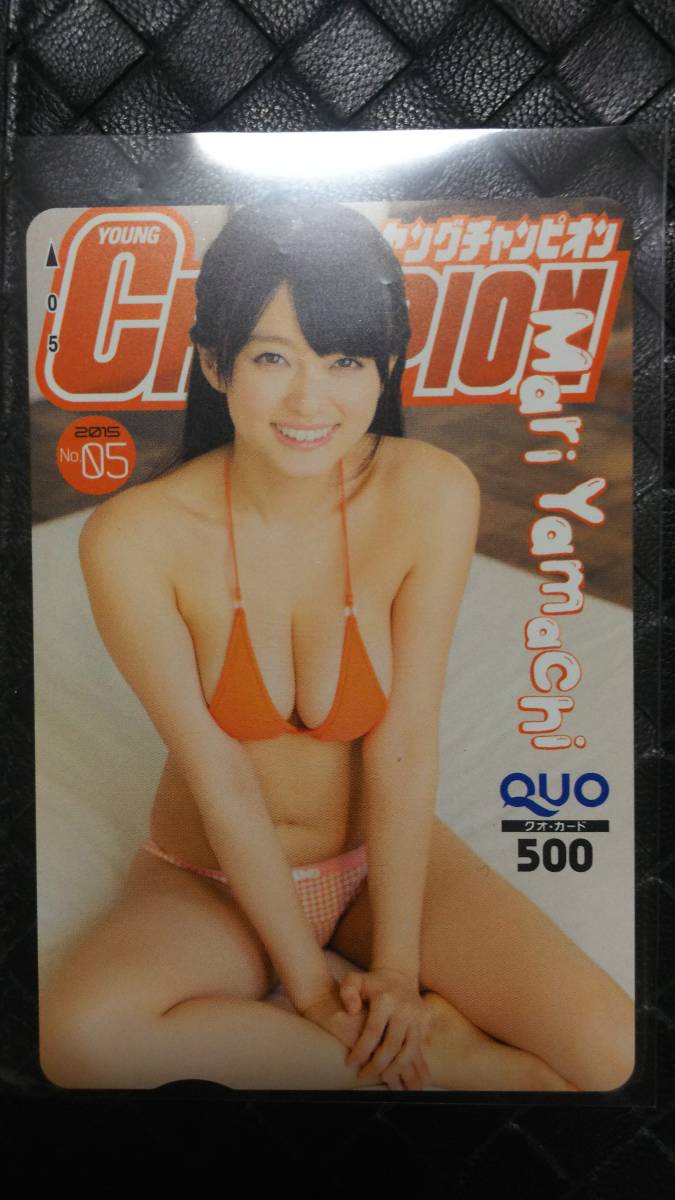 YOUNG
CHAMPION
ヤングチャンピオン
05
2015
No.05
Mari YamaChi
QUO
クオ・カード
500